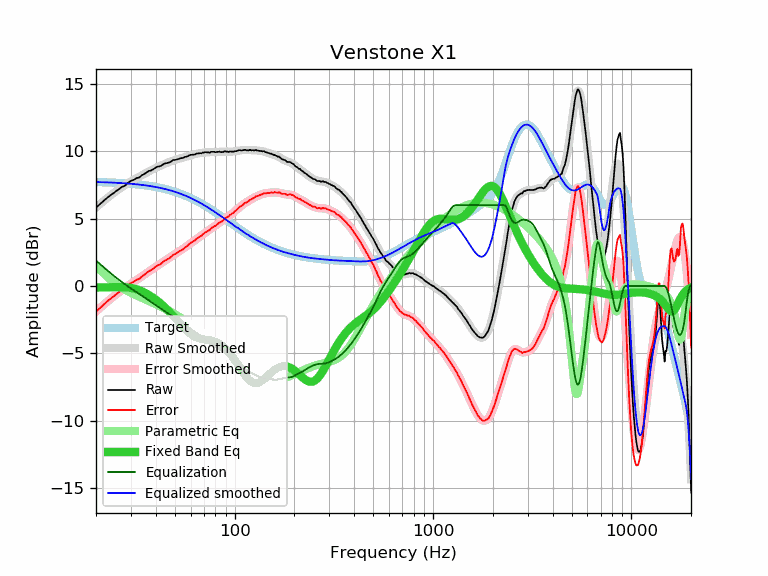 Venstone X1
15
10
5
0
−5
−10
−15
Amplitude (dBr)
Target
Raw Smoothed
Error Smoothed
Raw
Error
Parametric Eq
Fixed Band Eq
Equalization
Equalized smoothed
100
1000
10000
Frequency (Hz)